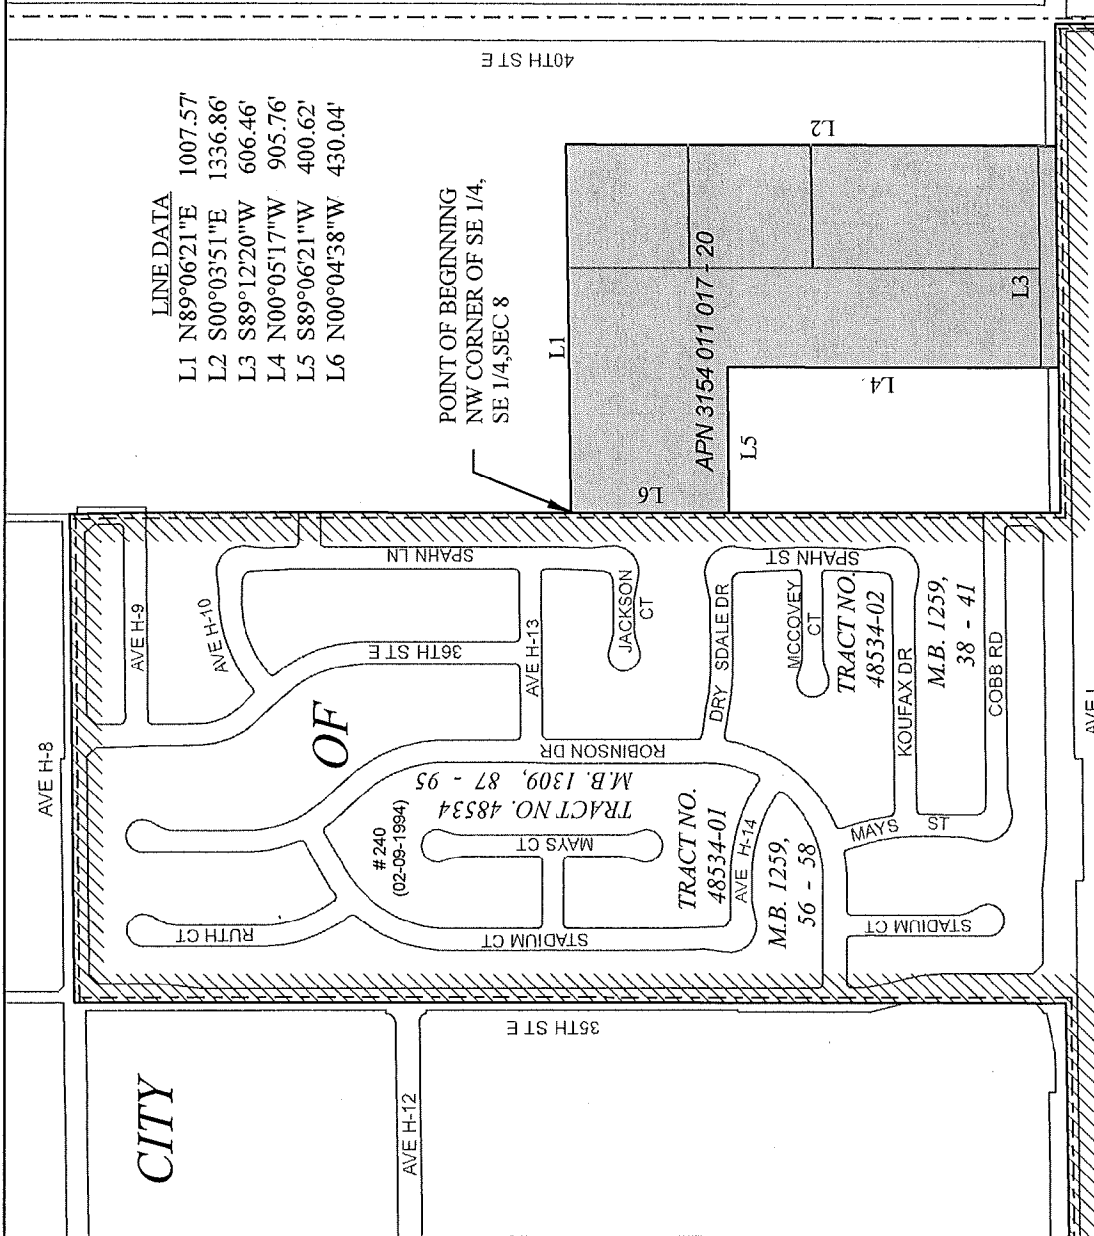 40TH ST E
LINE DATA
L1 N89°06'21"E 1007.57'
L2 S00°03'51"E 1336.86'
L3 S89°12'20"W 606.46'
L4 N00°05'17"W 905.76'
L5 S89°06'21"W 400.62'
L6 N00°04'38"W 430.04'
POINT OF BEGINNING
NW CORNER OF SE 1/4,
SE 1/4,SEC 8
L1
L2
L3
L4
L5
L6
APN 3154 011 017 - 20
AVE H-8
AVE H-9
AVE H-10
SPAHN LN
36TH ST E
AVE H-13
JACKSON
CT
OF
ROBINSON DR
DRY SDALE DR
SPAHN ST
MCCOVEY
CT
TRACT NO.
48534-02
KOUFAX DR
M.B. 1259,
38 - 41
COBB RD
AVE I
TRACT NO. 48534
M.B. 1309, 87 - 95
# 240
(02-09-1994)
MAYS CT
TRACT NO.
48534-01
AVE H-14
M.B. 1259,
56 - 58
MAYS ST
RUTH CT
STADIUM CT
STADIUM CT
35TH ST E
CITY
AVE H-12